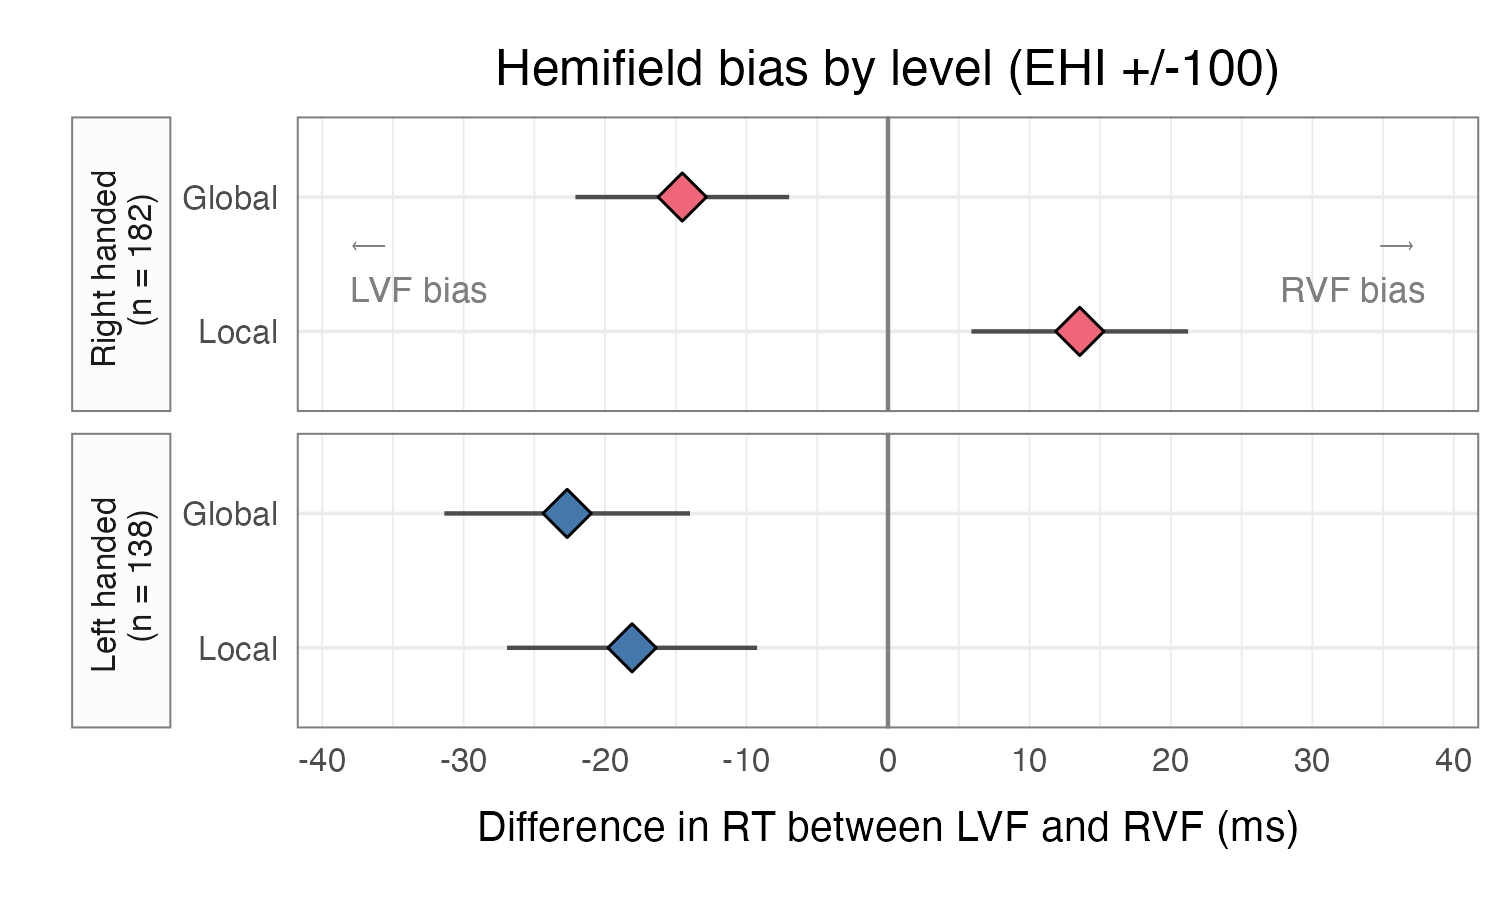 Hemifield bias by level (EHI +/-100)
Right handed
(n = 182)
Global
←
→
LVF bias
RVF bias
Local
Left handed
(n = 138)
Global
Local
-40 -30 -20 -10 0 10 20 30 40
Difference in RT between LVF and RVF (ms)